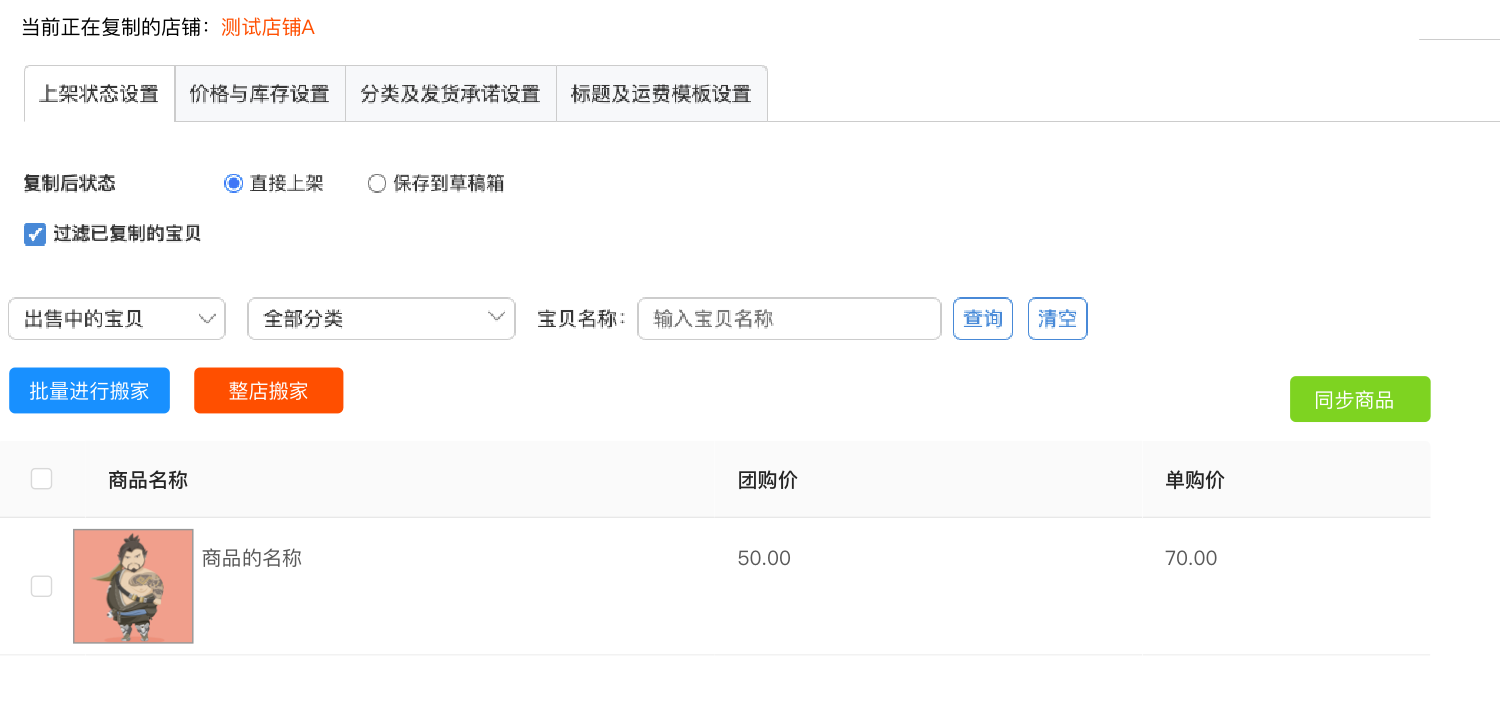 当前正在复制的店铺：测试店铺A
上架状态设置 价格与库存设置 分类及发货承诺设置 标题及运费模板设置
复制后状态 直接上架 保存到草稿箱
过滤已复制的宝贝
出售中的宝贝 全部分类 宝贝名称： 输入宝贝名称 查询 清空
批量进行搬家 整店搬家 同步商品
商品名称 团购价 单购价
商品的名称 50.00 70.00